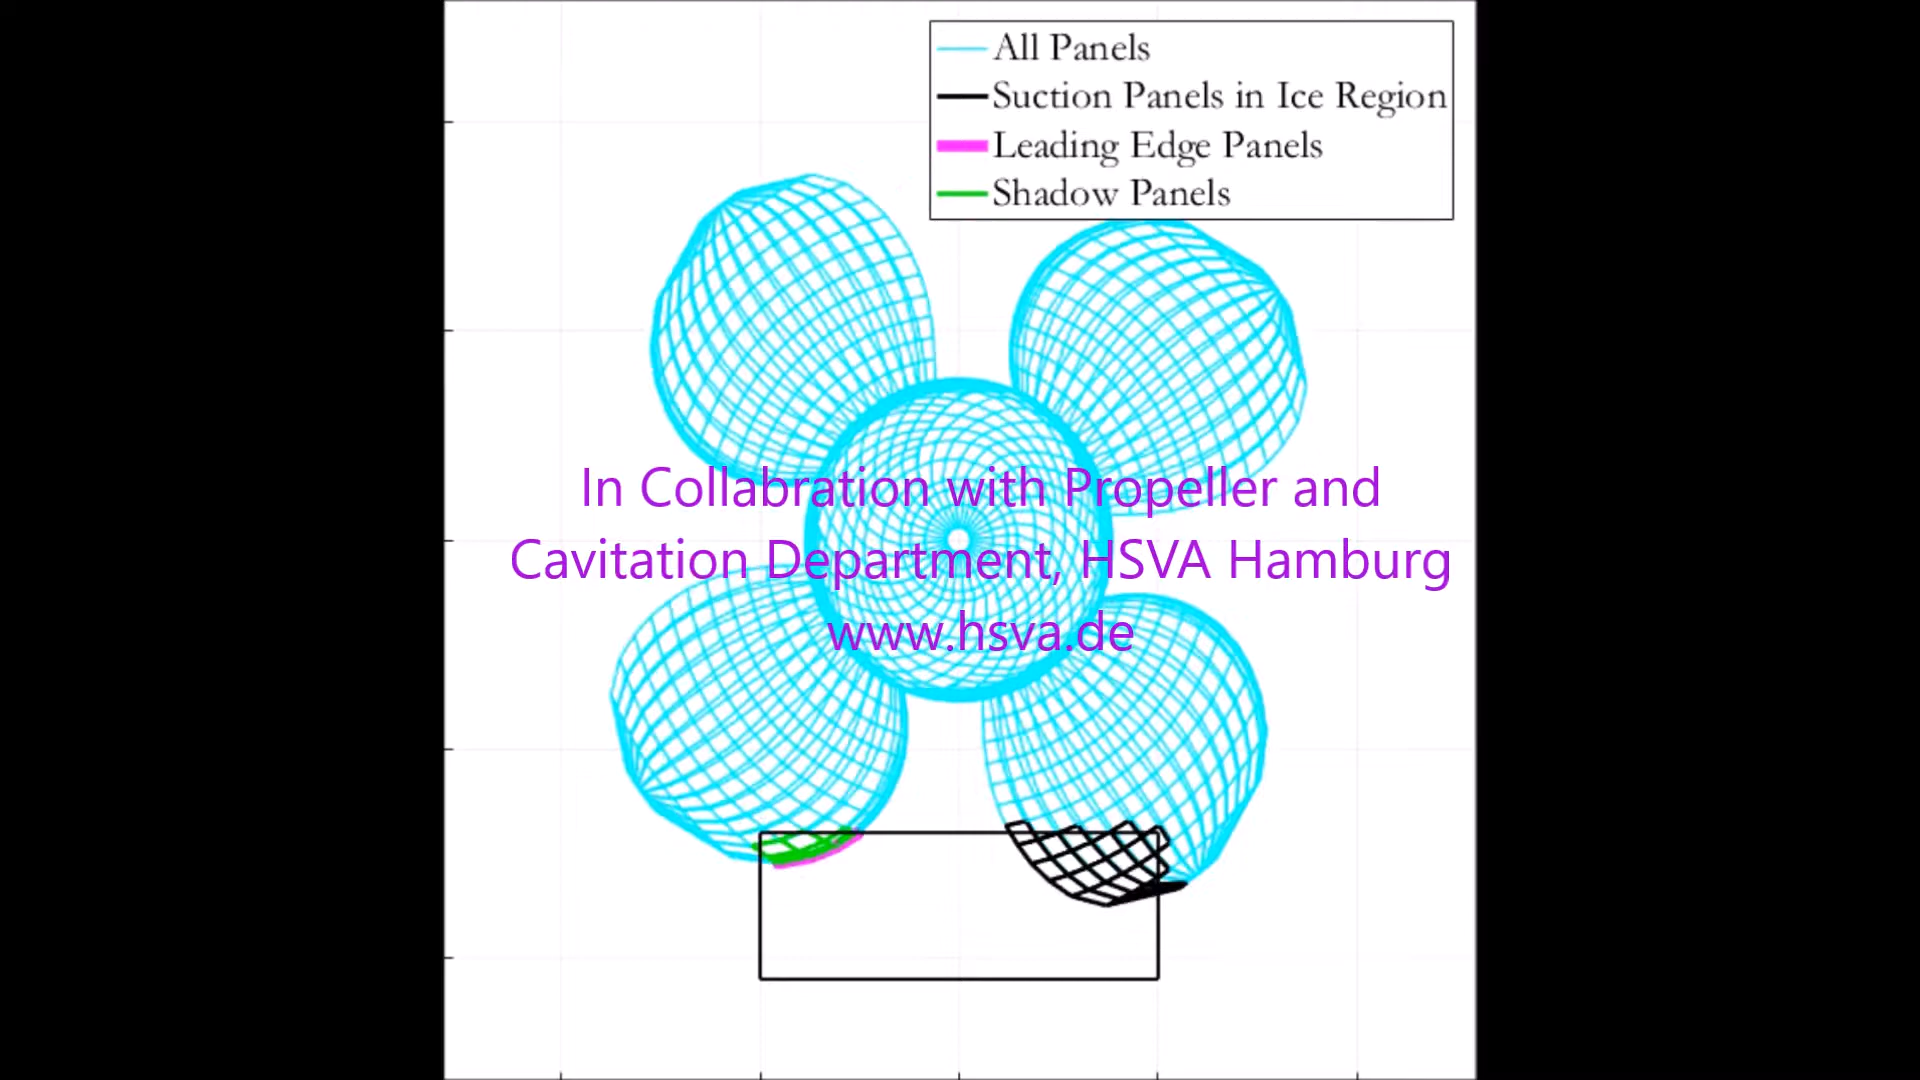 All Panels
Suction Panels in Ice Region
Leading Edge Panels
Shadow Panels
In Collabration with Propeller and
Cavitation Department, HSVA Hamburg
www.hsva.de